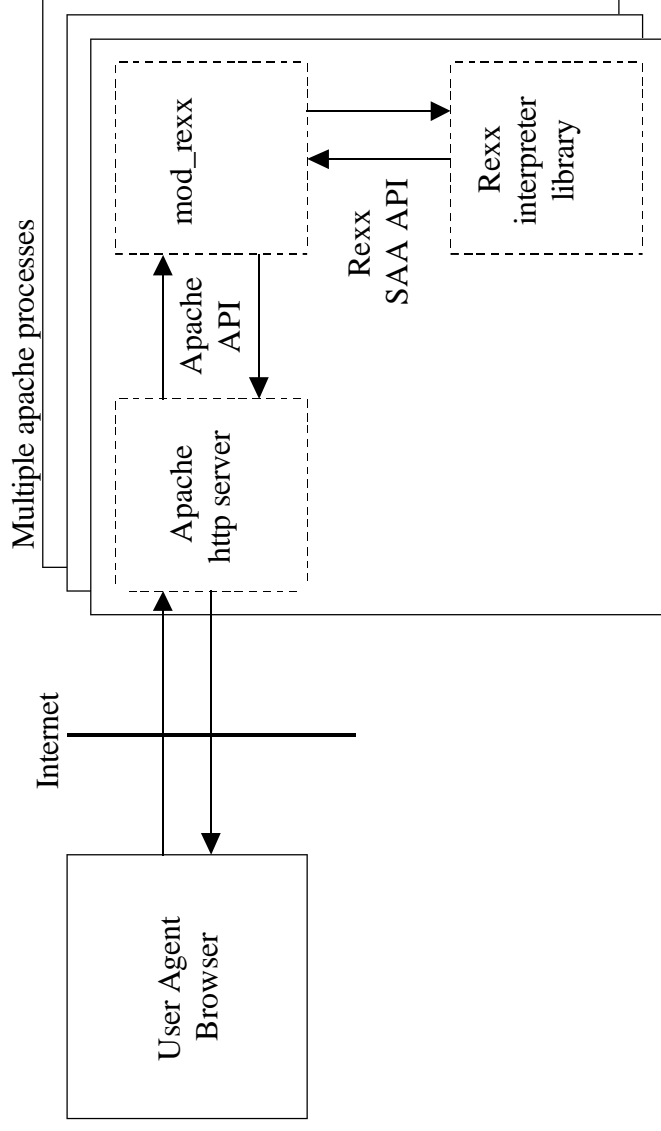 Multiple apache processes
Internet
User Agent
Browser
Apache
http server
Apache
API
mod_rexx
Rexx
SAA API
Rexx
interpreter
library